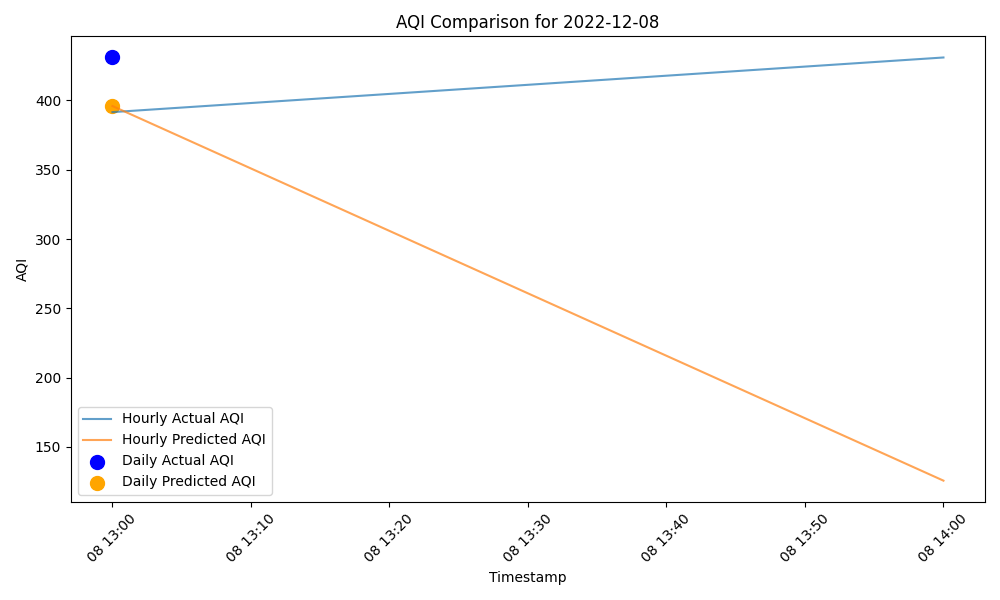 AQI Comparison for 2022-12-08
AQI
400
350
300
250
200
150
Hourly Actual AQI
Hourly Predicted AQI
Daily Actual AQI
Daily Predicted AQI
08 13:00
08 13:10
08 13:20
08 13:30
08 13:40
08 13:50
08 14:00
Timestamp